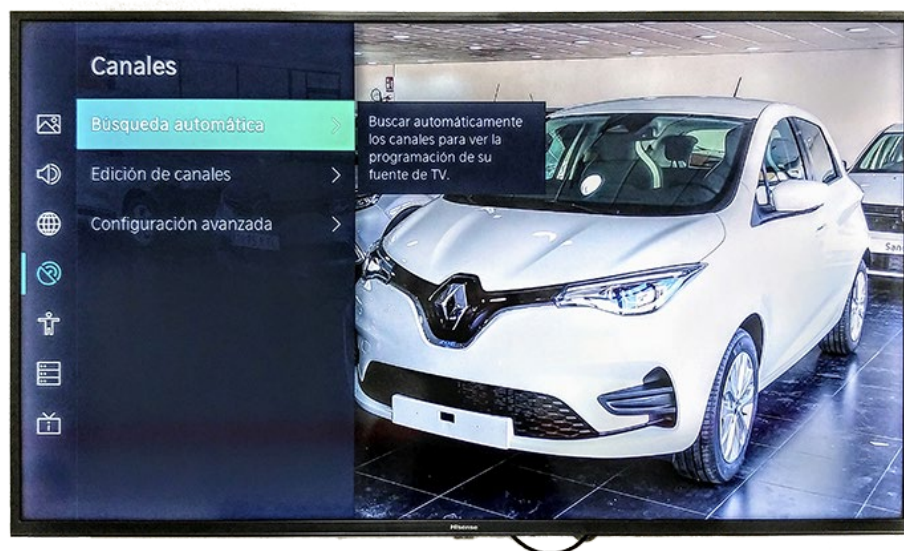 Canales
Búsqueda automática
Buscar automáticamente
los canales para ver la
programación de su
fuente de TV.
Edición de canales
Configuración avanzada
San
Hisense